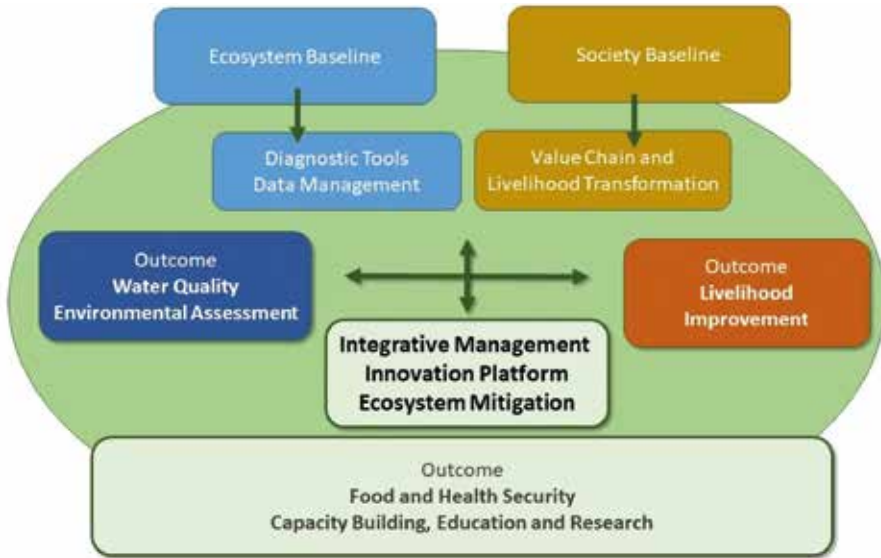 Ecosystem Baseline
Society Baseline
Diagnostic Tools
Data Management
Value Chain and
Livelihood Transformation
Outcome
Water Quality
Environmental Assessment
Outcome
Livelihood
Improvement
Integrative Management
Innovation Platform
Ecosystem Mitigation
Outcome
Food and Health Security
Capacity Building, Education and Research